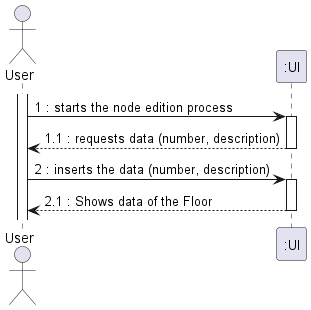 User
:UI
1 : starts the node edition process
1.1 : requests data (number, description)
2 : inserts the data (number, description)
2.1 : Shows data of the Floor
User
:UI